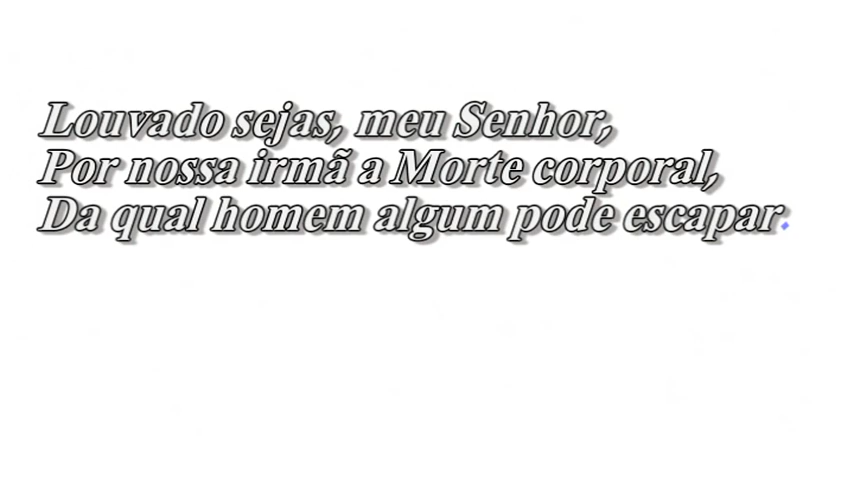 Louvado sejas, meu Senhor,
Por nossa irmã a Morte corporal,
Da qual homem algum pode escapar.